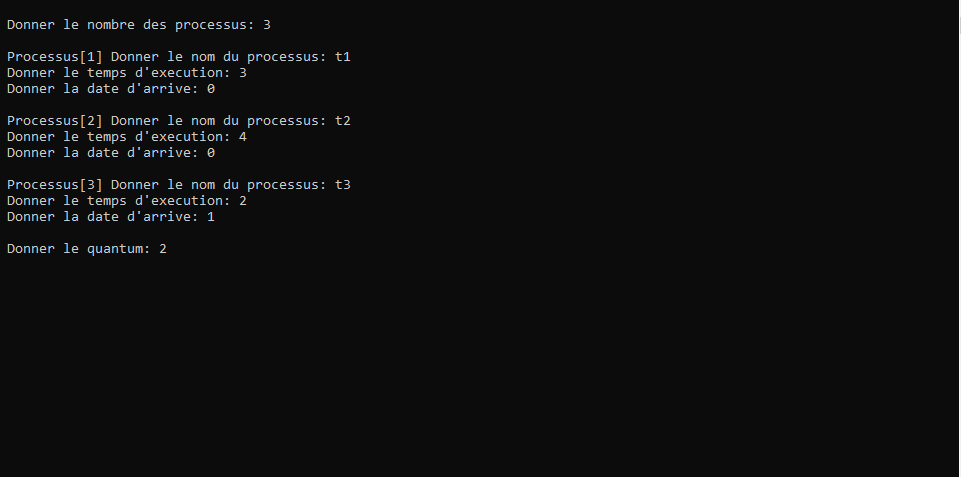 Donner le nombre des processus: 3
Processus[1] Donner le nom du processus: t1
Donner le temps d'execution: 3
Donner la date d'arrive: 0
Processus[2] Donner le nom du processus: t2
Donner le temps d'execution: 4
Donner la date d'arrive: 0
Processus[3] Donner le nom du processus: t3
Donner le temps d'execution: 2
Donner la date d'arrive: 1
Donner le quantum: 2